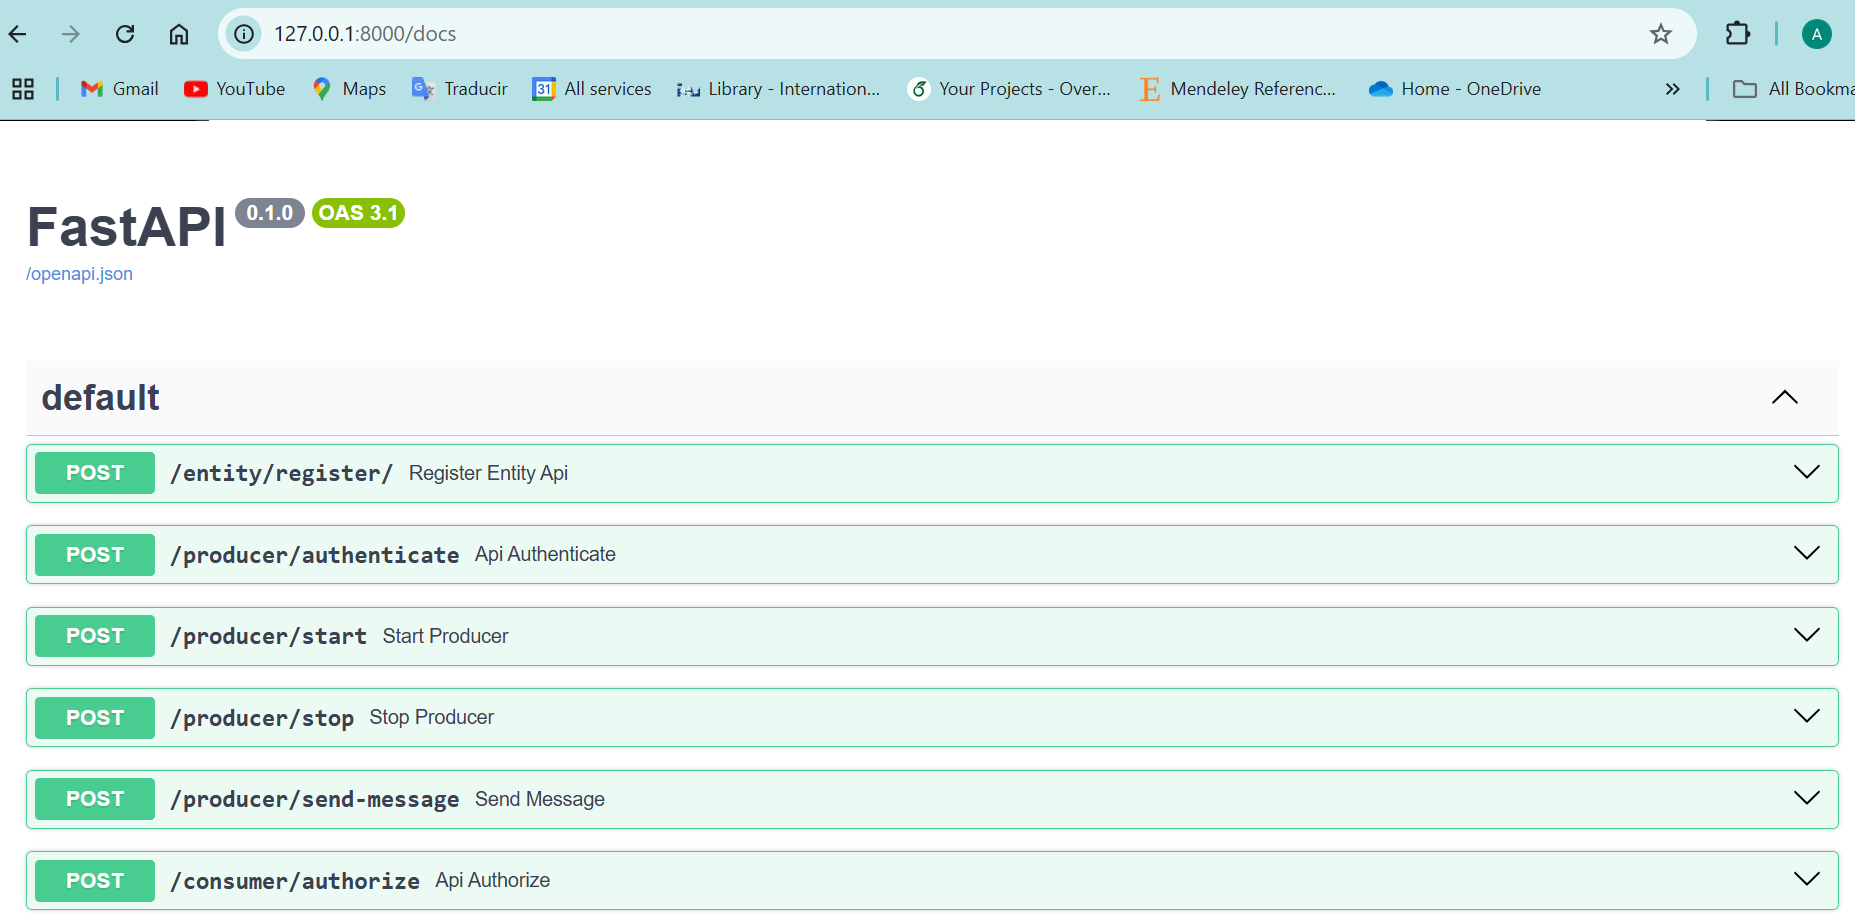 127.0.0.1:8000/docs
A
Gmail YouTube Maps Traducir 31 All services Library - Internation... Your Projects - Over... Mendeley Referenc... Home - OneDrive All Bookma
FastAPI 0.1.0 OAS 3.1
/openapi.json
default
POST /entity/register/ Register Entity Api
POST /producer/authenticate Api Authenticate
POST /producer/start Start Producer
POST /producer/stop Stop Producer
POST /producer/send-message Send Message
POST /consumer/authorize Api Authorize